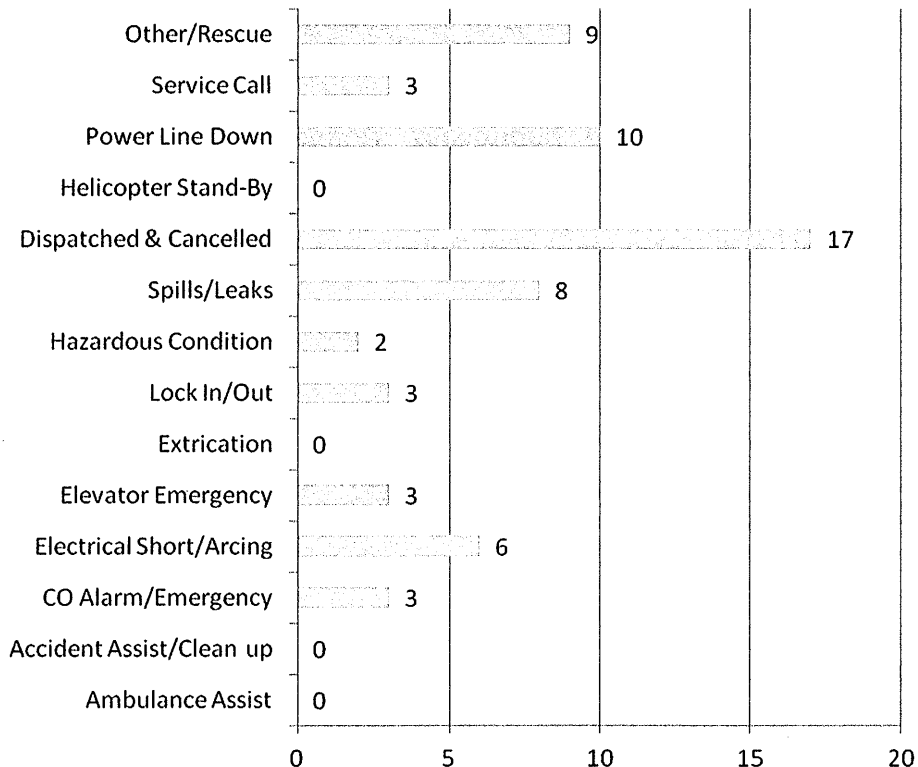 Other/Rescue 9
Service Call 3
Power Line Down 10
Helicopter Stand-By 0
Dispatched & Cancelled 17
Spills/Leaks 8
Hazardous Condition 2
Lock In/Out 3
Extrication 0
Elevator Emergency 3
Electrical Short/Arcing 6
CO Alarm/Emergency 3
Accident Assist/Clean up 0
Ambulance Assist 0
0 5 10 15 20